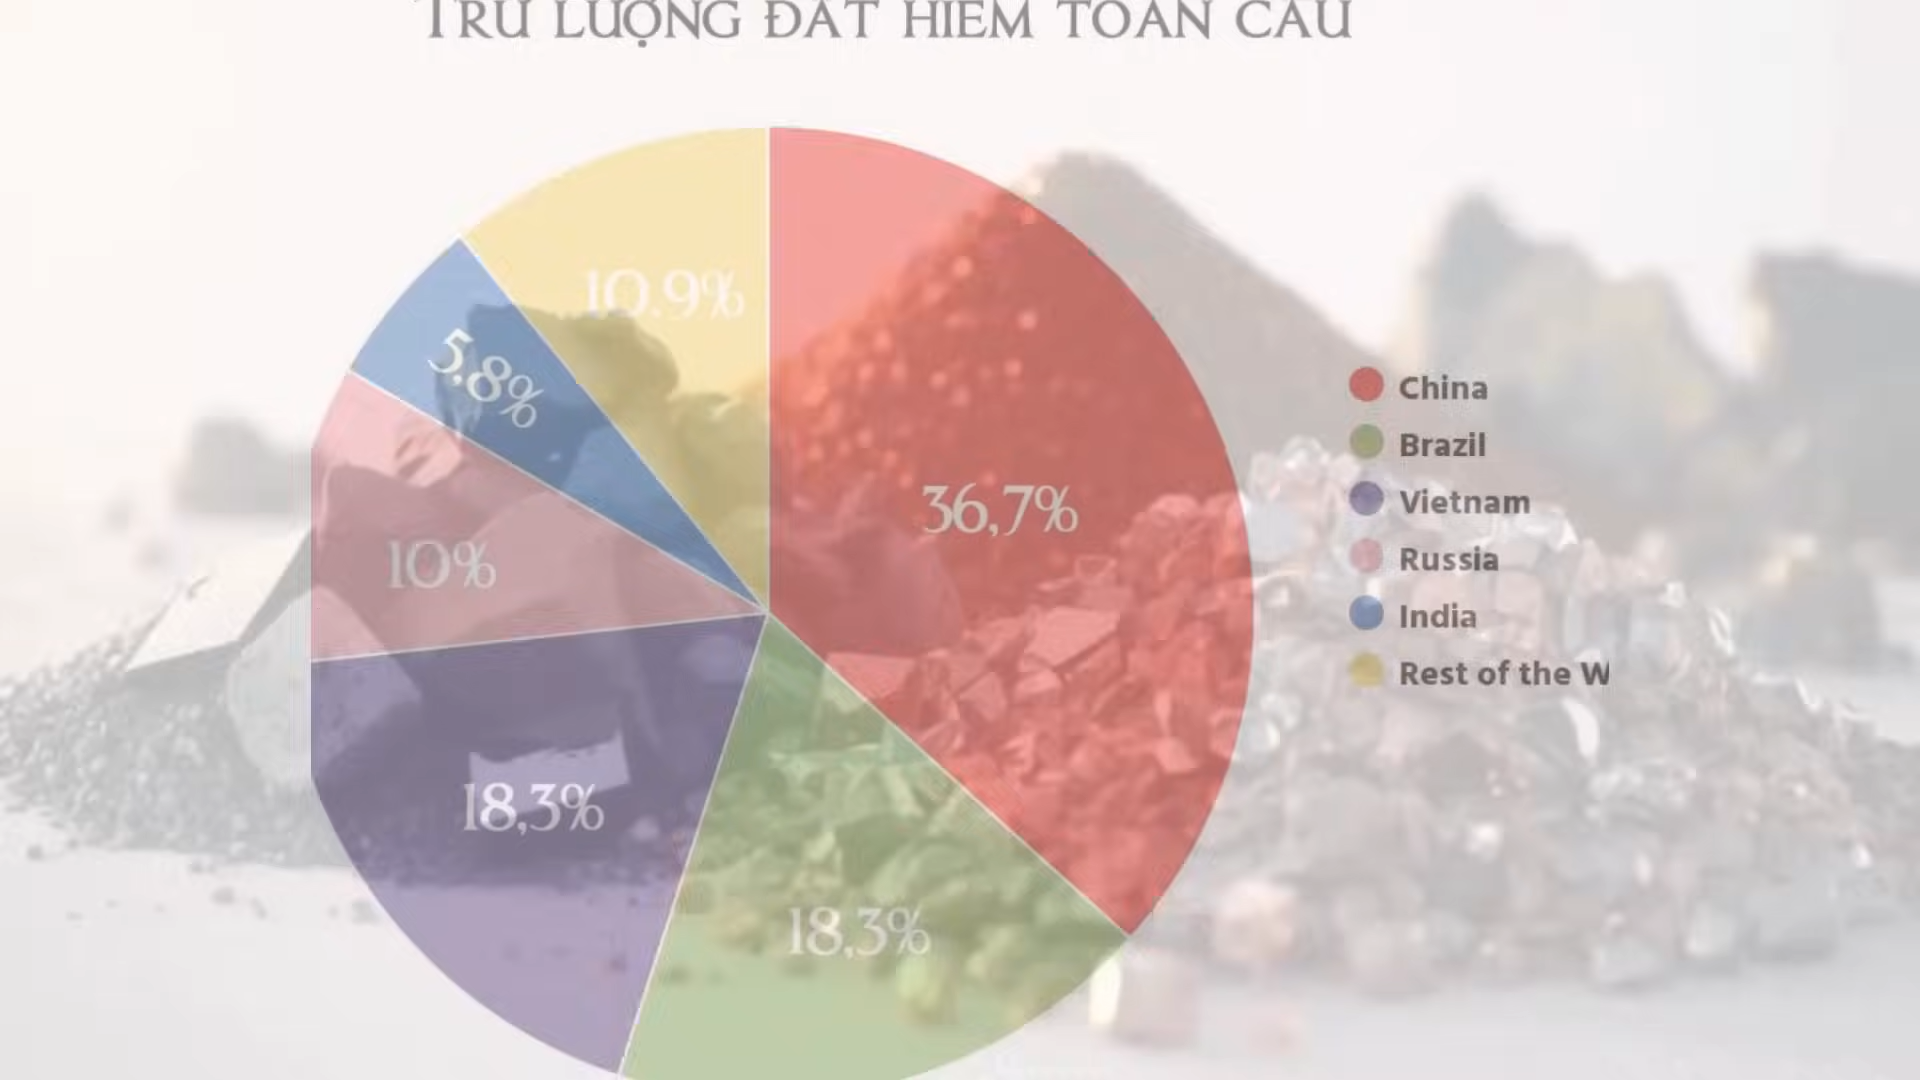 TRỮ LƯỢNG ĐẤT HIẾM TOÀN CẦU
10.9%
5,8%
36,7%
10%
18,3%
18,3%
China
Brazil
Vietnam
Russia
India
Rest of the W